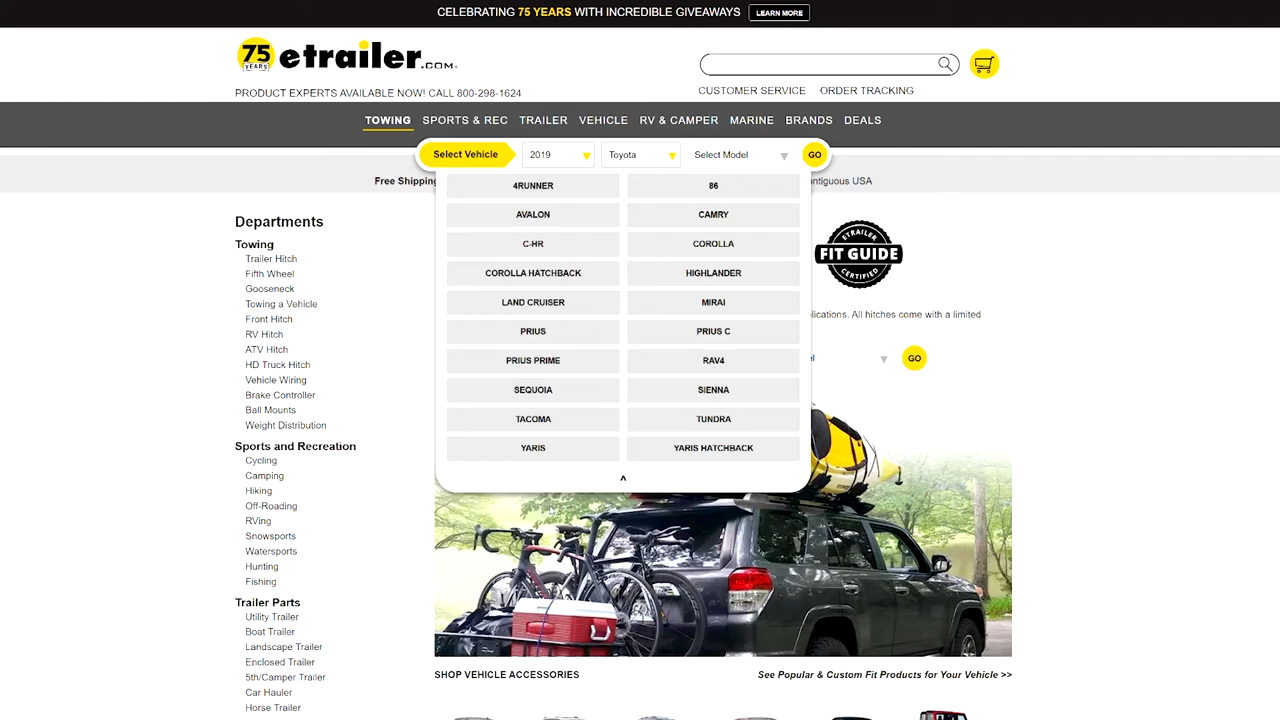 CELEBRATING 75 YEARS WITH INCREDIBLE GIVEAWAYS LEARN MORE
75 YEARS etrailer.com
PRODUCT EXPERTS AVAILABLE NOW! CALL 800-298-1624
CUSTOMER SERVICE ORDER TRACKING
TOWING SPORTS & REC TRAILER VEHICLE RV & CAMPER MARINE BRANDS DEALS
Select Vehicle 2019 Toyota Select Model GO
Free Shipping
ontiguous USA
4RUNNER 86
AVALON CAMRY
C-HR COROLLA
COROLLA HATCHBACK HIGHLANDER
LAND CRUISER MIRAI
PRIUS PRIUS C
PRIUS PRIME RAV4
SEQUOIA SIENNA
TACOMA TUNDRA
YARIS YARIS HATCHBACK
Departments
Towing
Trailer Hitch
Fifth Wheel
Gooseneck
Towing a Vehicle
Front Hitch
RV Hitch
ATV Hitch
HD Truck Hitch
Vehicle Wiring
Brake Controller
Ball Mounts
Weight Distribution
Sports and Recreation
Cycling
Camping
Hiking
Off-Roading
RVing
Snowsports
Watersports
Hunting
Fishing
Trailer Parts
Utility Trailer
Boat Trailer
Landscape Trailer
Enclosed Trailer
5th/Camper Trailer
Car Hauler
Horse Trailer
ETRAILER
FIT GUIDE
CERTIFIED
lications. All hitches come with a limited
el GO
SHOP VEHICLE ACCESSORIES
See Popular & Custom Fit Products for Your Vehicle >>